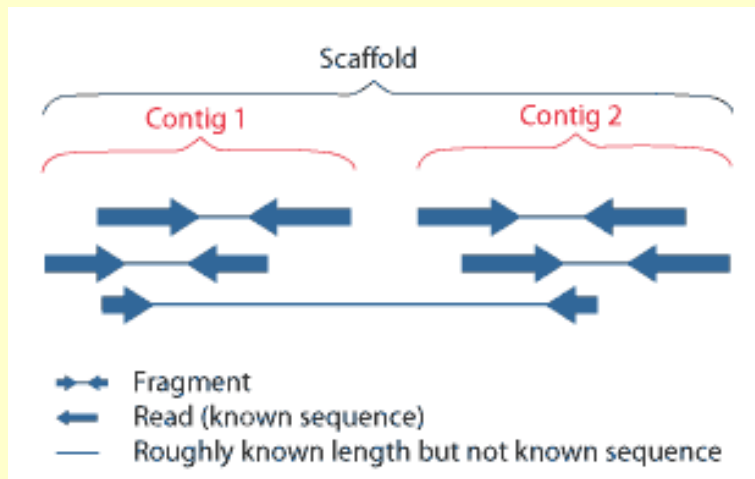 Scaffold
Contig 1
Contig 2
Fragment
Read (known sequence)
Roughly known length but not known sequence